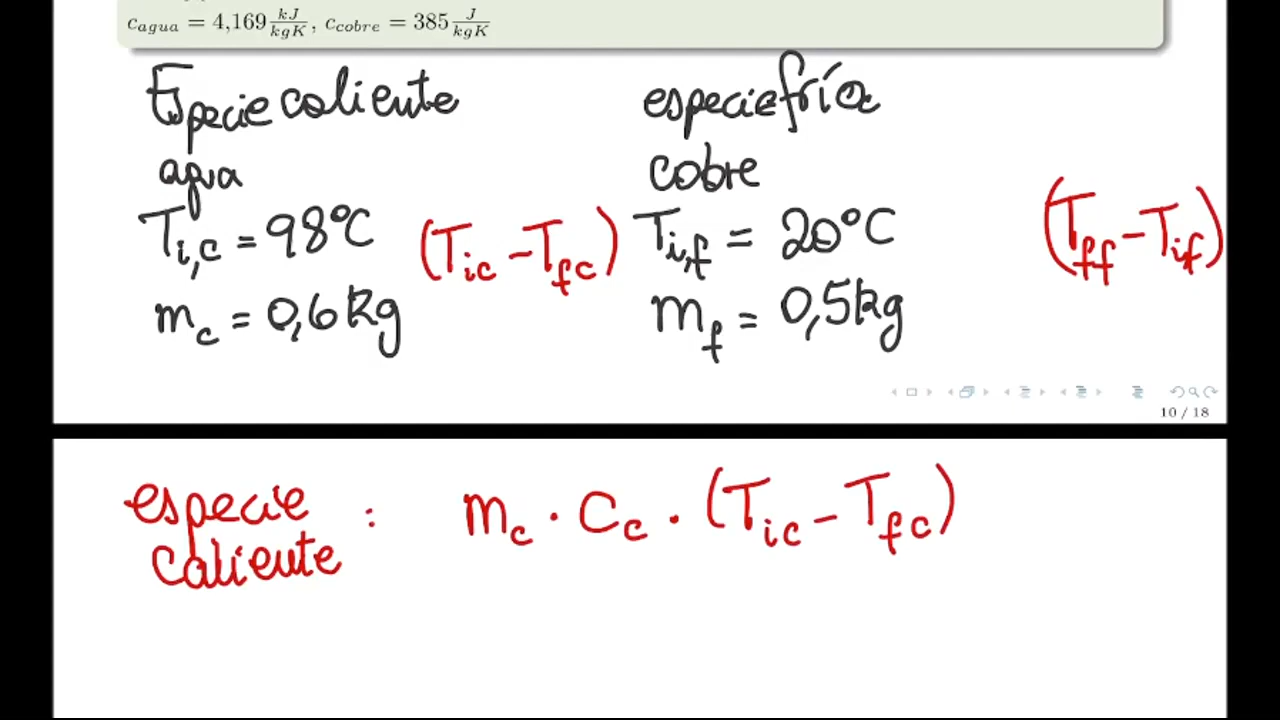 c_agua = 4,169 kJ/kgK, c_cobre = 385 J/kgK
Especie caliente especie fría
agua cobre
T_i,c = 98°C (T_ic - T_fc) T_i,f = 20°C (T_ff - T_if)
m_c = 0,6 kg m_f = 0,5 kg
10 / 18
especie
caliente : m_c · C_c · (T_ic - T_fc)